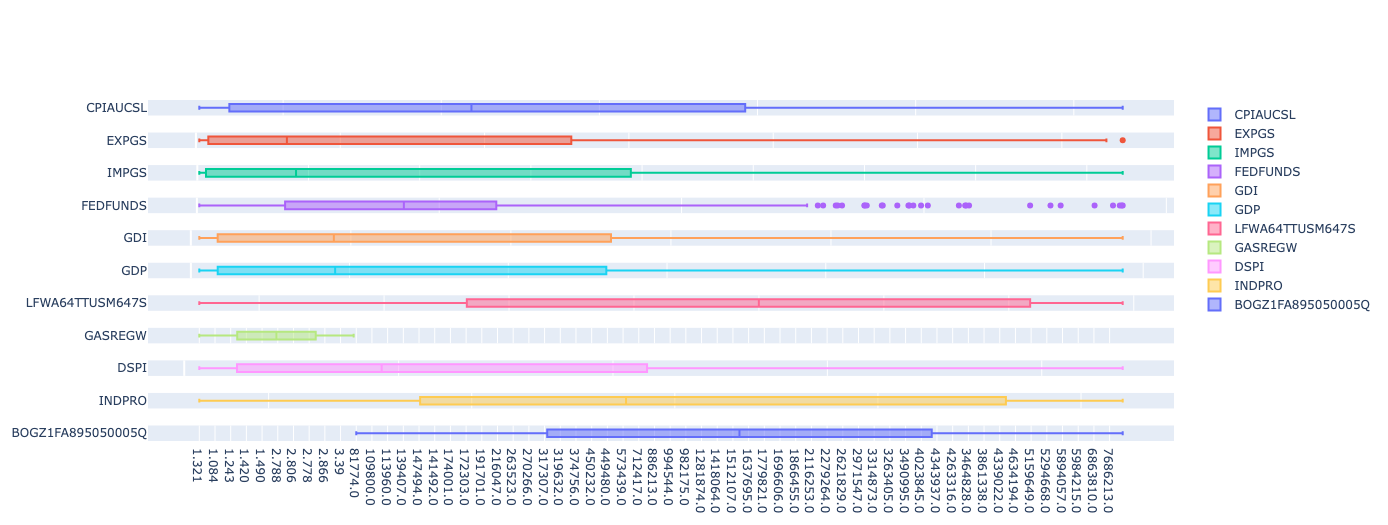 CPIAUCSL
EXPGS
IMPGS
FEDFUNDS
GDI
GDP
LFWA64TTUSM647S
GASREGW
DSPI
INDPRO
BOGZ1FA895050005Q
1.321
1.084
1.243
1.420
1.490
2.788
2.806
2.778
2.866
3.39
81774.0
109800.0
113960.0
139407.0
147494.0
141492.0
174001.0
172303.0
191701.0
216047.0
263523.0
270266.0
317307.0
319632.0
374756.0
450232.0
449480.0
573439.0
712417.0
886213.0
994544.0
982175.0
1281874.0
1418064.0
1512107.0
1637695.0
1779821.0
1696606.0
1866455.0
2116253.0
2279264.0
2621829.0
2971547.0
3314873.0
3263405.0
3490995.0
4023845.0
4343937.0
4263316.0
3464828.0
3861338.0
4339022.0
4634194.0
5159649.0
5294668.0
5894057.0
5984215.0
6863810.0
7686213.0
CPIAUCSL
EXPGS
IMPGS
FEDFUNDS
GDI
GDP
LFWA64TTUSM647S
GASREGW
DSPI
INDPRO
BOGZ1FA895050005Q